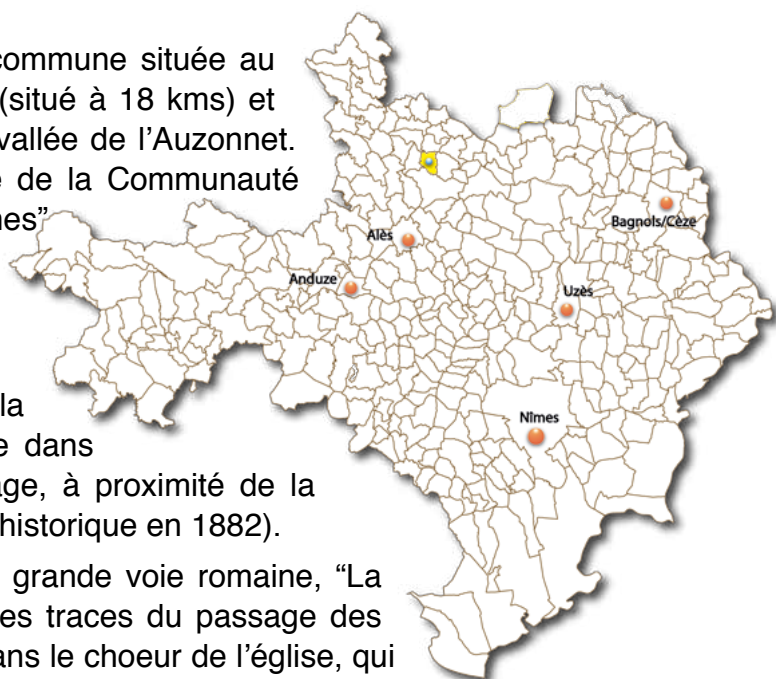 commune située au
(situé à 18 kms) et
vallée de l'Auzonnet.
de la Communauté
nes"
Bagnols/Cèze
Alès
Anduze
Uzès
la
e dans
age, à proximité de la
historique en 1882).
Nîmes
grande voie romaine, “La
es traces du passage des
ans le choeur de l'église, qui